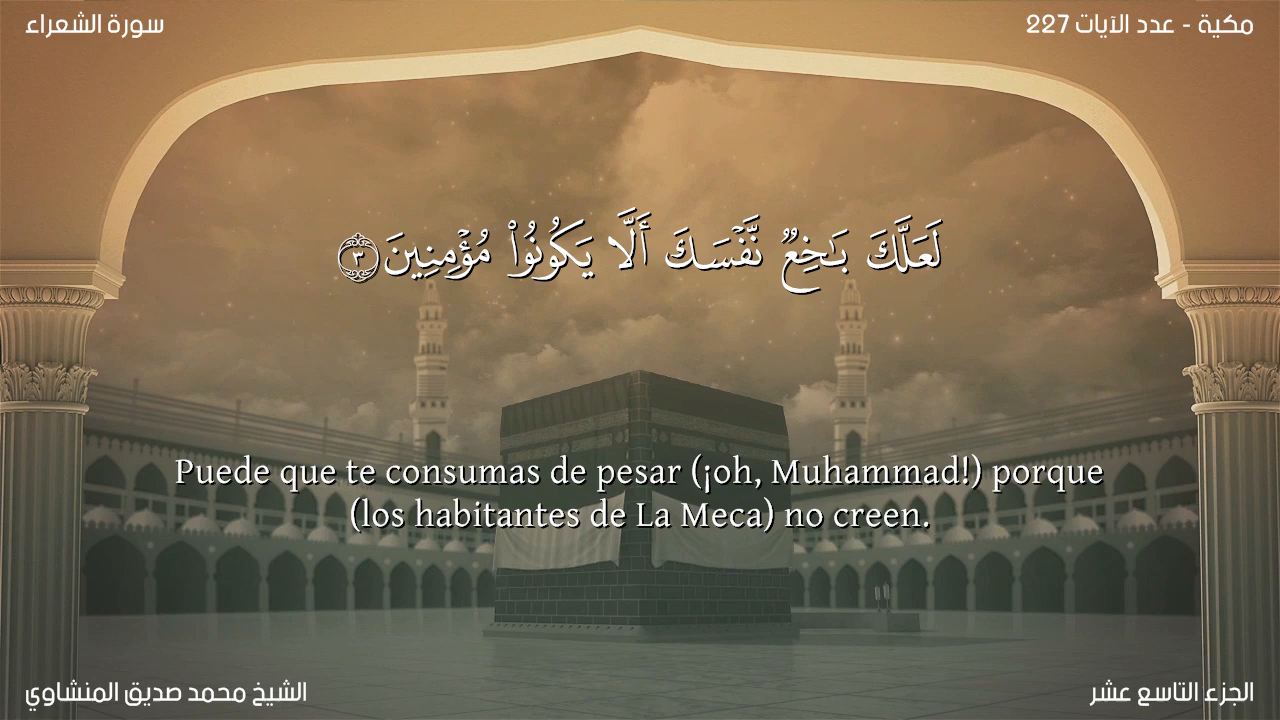 سورة الشعراء
مكية - عدد الآيات 227
لَعَلَّكَ بَٰخِعٌ نَّفْسَكَ أَلَّا يَكُونُوا۟ مُؤْمِنِينَ ٣
Puede que te consumas de pesar (¡oh, Muhammad!) porque
(los habitantes de La Meca) no creen.
الشيخ محمد صديق المنشاوي
الجزء التاسع عشر